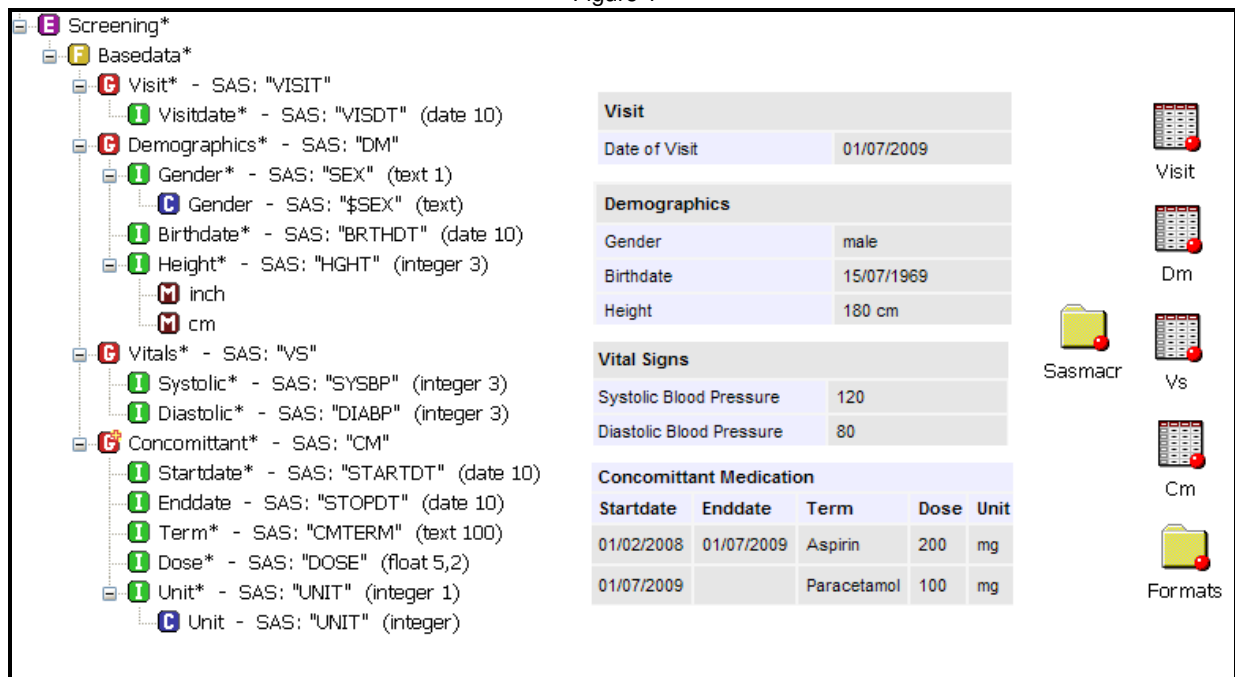 E Screening*
F Basedata*
G Visit* - SAS: "VISIT"
I Visitdate* - SAS: "VISDT" (date 10)
G Demographics* - SAS: "DM"
I Gender* - SAS: "SEX" (text 1)
C Gender - SAS: "$SEX" (text)
I Birthdate* - SAS: "BRTHDT" (date 10)
I Height* - SAS: "HGHT" (integer 3)
M inch
M cm
G Vitals* - SAS: "VS"
I Systolic* - SAS: "SYSBP" (integer 3)
I Diastolic* - SAS: "DIABP" (integer 3)
G Concomittant* - SAS: "CM"
I Startdate* - SAS: "STARTDT" (date 10)
I Enddate - SAS: "STOPDT" (date 10)
I Term* - SAS: "CMTERM" (text 100)
I Dose* - SAS: "DOSE" (float 5,2)
I Unit* - SAS: "UNIT" (integer 1)
C Unit - SAS: "UNIT" (integer)
Visit
Date of Visit 01/07/2009
Demographics
Gender male
Birthdate 15/07/1969
Height 180 cm
Vital Signs
Systolic Blood Pressure 120
Diastolic Blood Pressure 80
Concomittant Medication
Startdate Enddate Term Dose Unit
01/02/2008 01/07/2009 Aspirin 200 mg
01/07/2009 Paracetamol 100 mg
Sasmacr
Visit
Dm
Vs
Cm
Formats